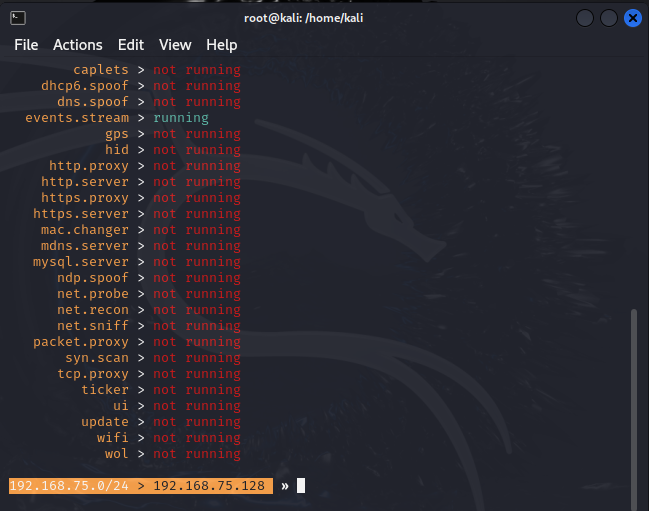 root@kali: /home/kali
File Actions Edit View Help
caplets > not running
dhcp6.spoof > not running
dns.spoof > not running
events.stream > running
gps > not running
hid > not running
http.proxy > not running
http.server > not running
https.proxy > not running
https.server > not running
mac.changer > not running
mdns.server > not running
mysql.server > not running
ndp.spoof > not running
net.probe > not running
net.recon > not running
net.sniff > not running
packet.proxy > not running
syn.scan > not running
tcp.proxy > not running
ticker > not running
ui > not running
update > not running
wifi > not running
wol > not running
192.168.75.0/24 > 192.168.75.128 »